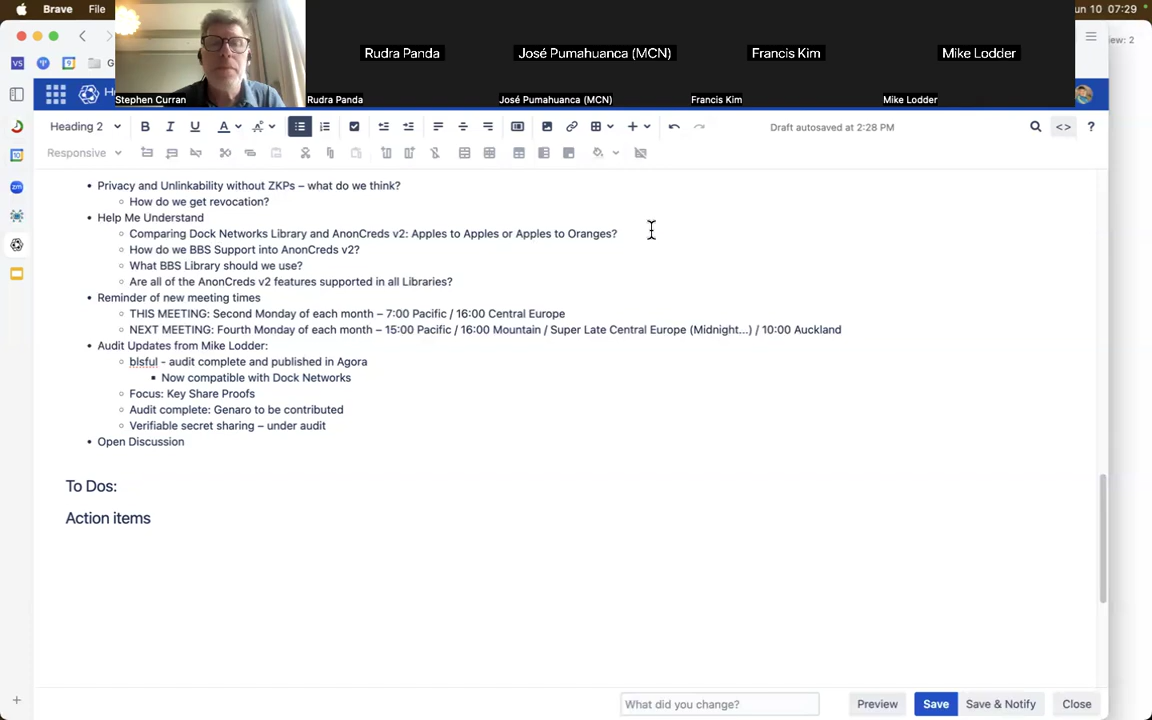 Brave File
un 10 07:29
Rudra Panda
José Pumahuanca (MCN)
Francis Kim
Mike Lodder
Stephen Curran
Rudra Panda
José Pumahuanca (MCN)
Francis Kim
Mike Lodder
iew: 2
VS
G
H
Heading 2
B I U A
Draft autosaved at 2:28 PM
<> ?
Responsive
• Privacy and Unlinkability without ZKPs – what do we think?
◦ How do we get revocation?
• Help Me Understand
◦ Comparing Dock Networks Library and AnonCreds v2: Apples to Apples or Apples to Oranges?
◦ How do we BBS Support into AnonCreds v2?
◦ What BBS Library should we use?
◦ Are all of the AnonCreds v2 features supported in all Libraries?
• Reminder of new meeting times
◦ THIS MEETING: Second Monday of each month – 7:00 Pacific / 16:00 Central Europe
◦ NEXT MEETING: Fourth Monday of each month – 15:00 Pacific / 16:00 Mountain / Super Late Central Europe (Midnight...) / 10:00 Auckland
• Audit Updates from Mike Lodder:
◦ blsful - audit complete and published in Agora
▪ Now compatible with Dock Networks
◦ Focus: Key Share Proofs
◦ Audit complete: Genaro to be contributed
◦ Verifiable secret sharing – under audit
• Open Discussion
To Dos:
Action items
What did you change?
Preview
Save
Save & Notify
Close